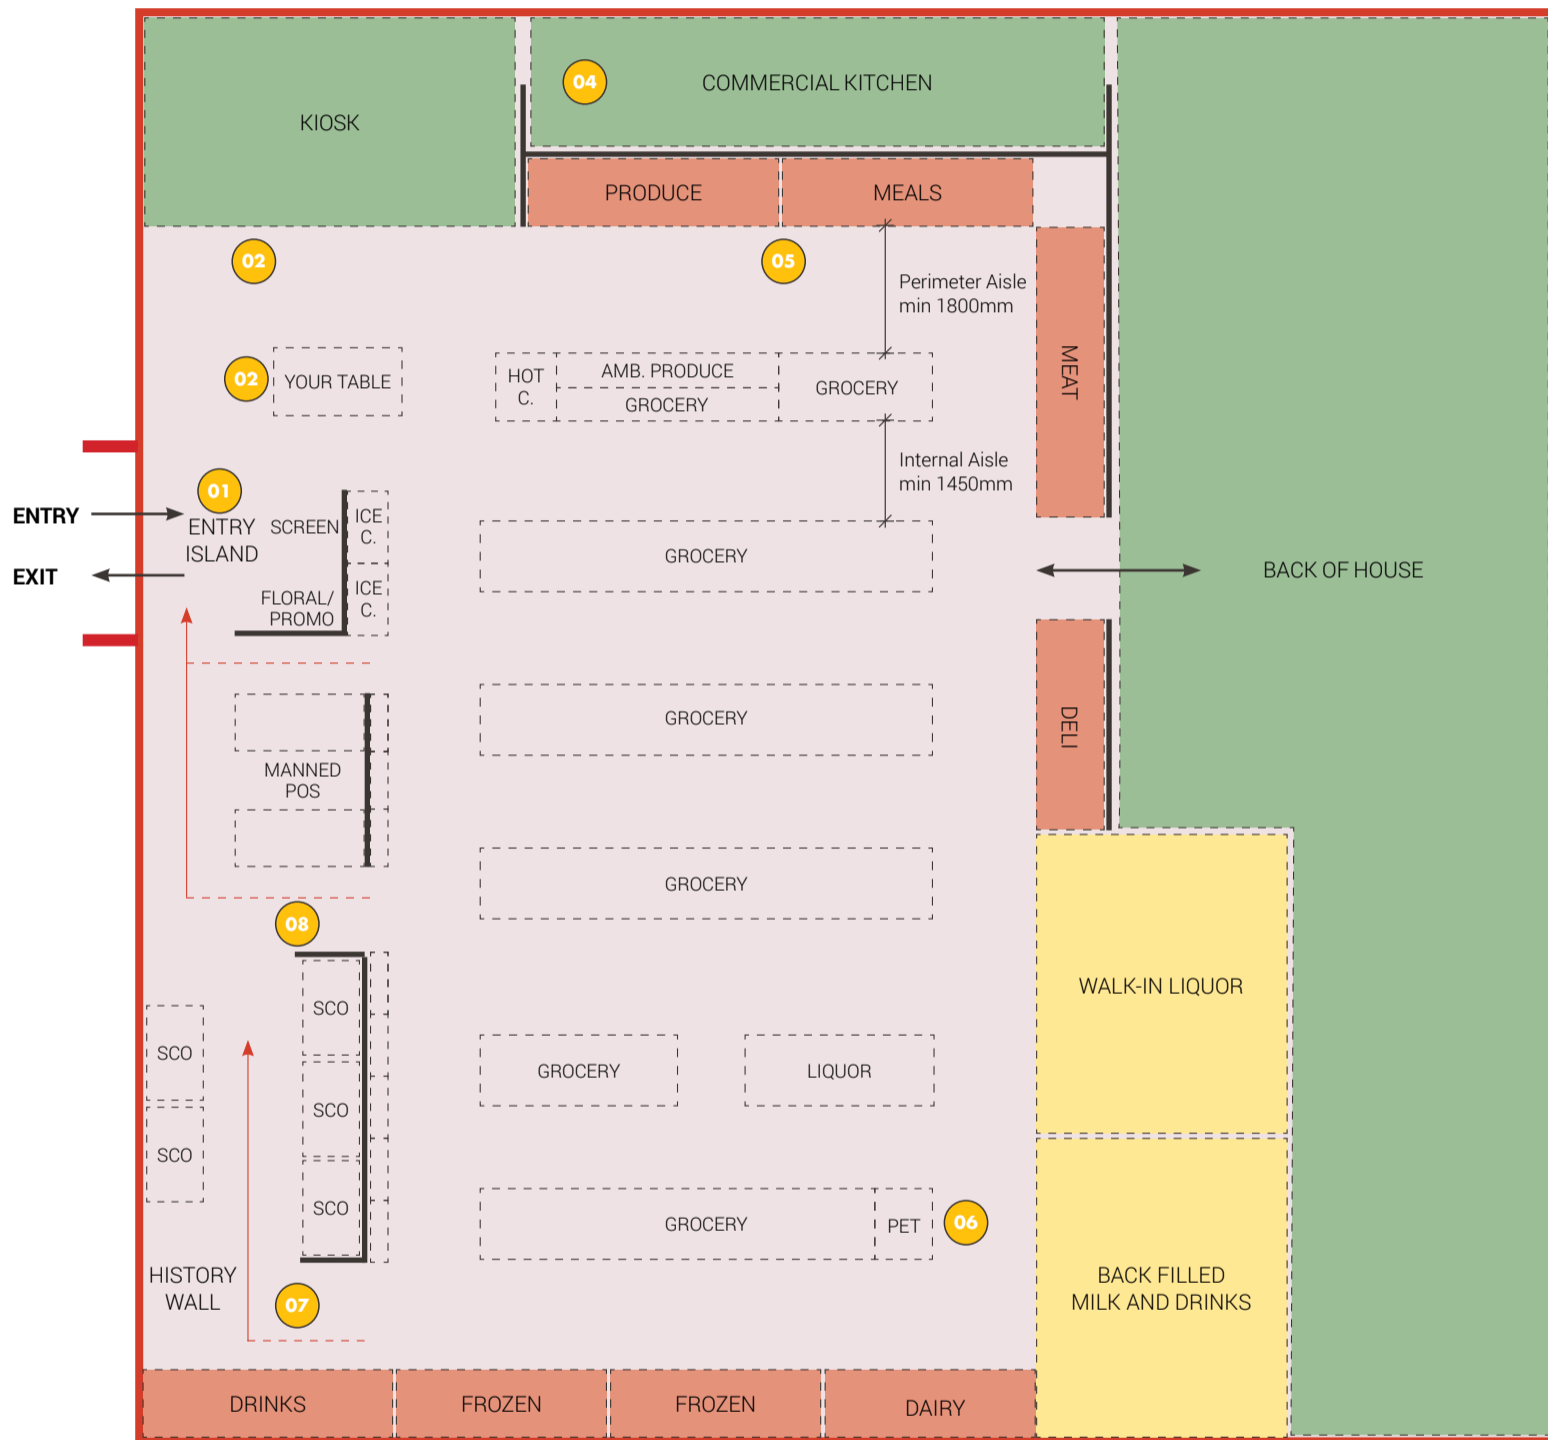 KIOSK
04
COMMERCIAL KITCHEN
PRODUCE
MEALS
02
05
Perimeter Aisle
min 1800mm
MEAT
02
YOUR TABLE
HOT
C.
AMB. PRODUCE
GROCERY
GROCERY
Internal Aisle
min 1450mm
01
ENTRY
EXIT
ENTRY
ISLAND
SCREEN
FLORAL/
PROMO
ICE
C.
ICE
C.
GROCERY
BACK OF HOUSE
GROCERY
DELI
MANNED
POS
GROCERY
08
WALK-IN LIQUOR
SCO
SCO
SCO
SCO
SCO
GROCERY
LIQUOR
GROCERY
PET
06
HISTORY
WALL
07
BACK FILLED
MILK AND DRINKS
DRINKS
FROZEN
FROZEN
DAIRY